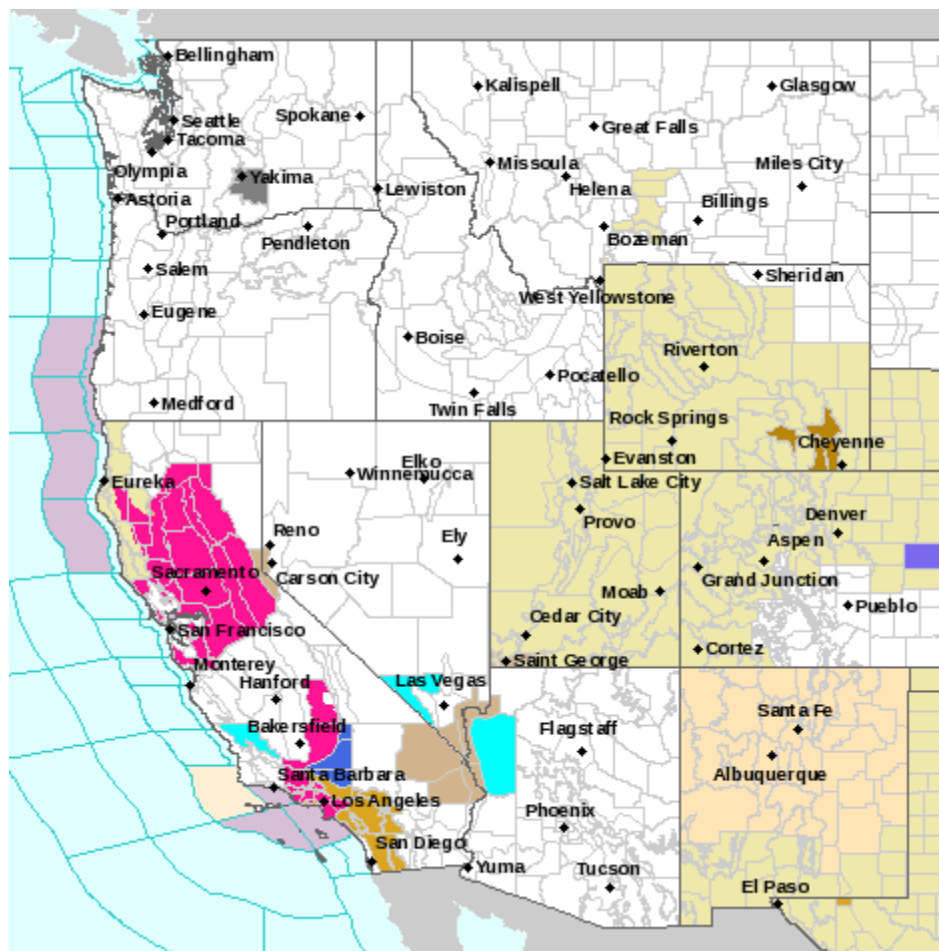 Bellingham
Kalispell
Glasgow
Seattle
Spokane
Great Falls
Tacoma
Olympia
Missoula
Miles City
Yakima
Helena
Lewiston
Astoria
Billings
Portland
Pendleton
Bozeman
Salem
Sheridan
West Yellowstone
Eugene
Boise
Riverton
Pocatello
Medford
Twin Falls
Rock Springs
Cheyenne
Elko
Evanston
Winnemucca
Eureka
Salt Lake City
Provo
Denver
Reno
Ely
Aspen
Sacramento
Carson City
Grand Junction
Moab
Pueblo
Cedar City
San Francisco
Cortez
Saint George
Monterey
Hanford
Las Vegas
Santa Fe
Bakersfield
Flagstaff
Albuquerque
Santa Barbara
Los Angeles
Phoenix
San Diego
Yuma
Tucson
El Paso